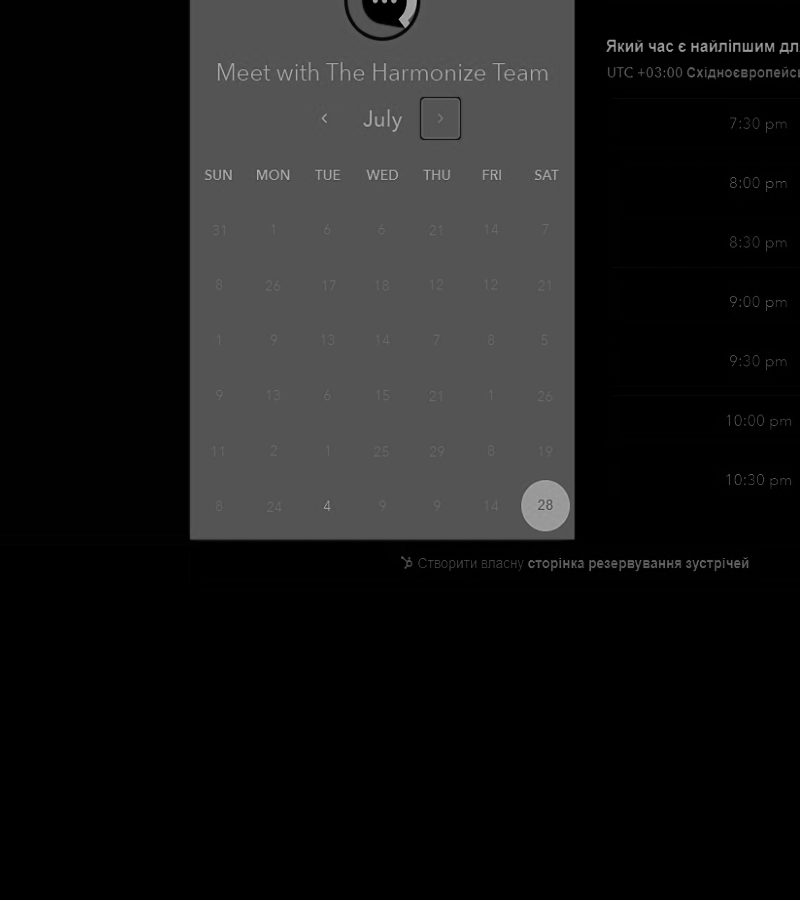 Meet with The Harmonize Team
‹ July ›
SUN MON TUE WED THU FRI SAT
31 1 6 6 21 14 7
8 26 17 18 12 12 21
1 9 13 14 7 8 5
9 13 6 15 21 1 26
11 2 1 25 29 8 19
8 24 4 9 9 14 28
Який час є найліпшим дл
UTC +03:00 Східноєвропейс
7:30 pm
8:00 pm
8:30 pm
9:00 pm
9:30 pm
10:00 pm
10:30 pm
Створити власну сторінка резервування зустрічей